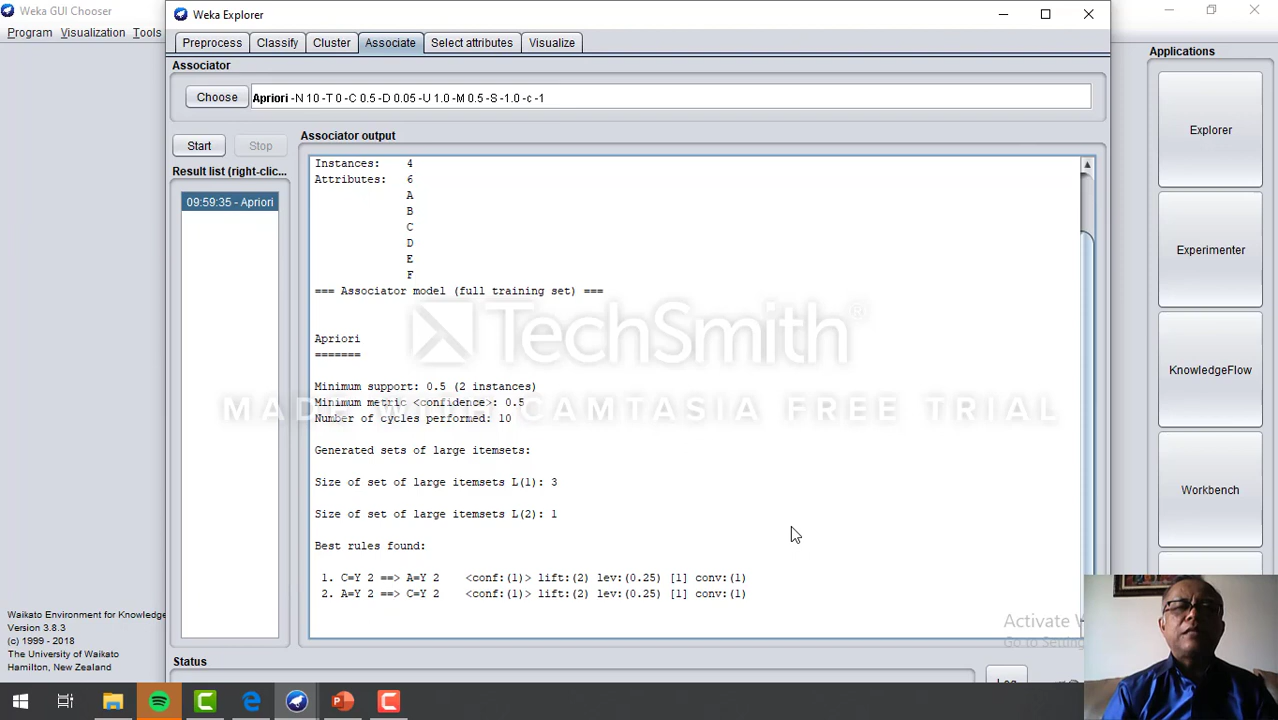 Weka GUI Chooser
Program Visualization Tools
Weka Explorer
Preprocess Classify Cluster Associate Select attributes Visualize
Associator
Choose Apriori -N 10 -T 0 -C 0.5 -D 0.05 -U 1.0 -M 0.5 -S -1.0 -c -1
Start Stop
Result list (right-clic...
09:59:35 - Apriori
Associator output
Instances: 4
Attributes: 6
A
B
C
D
E
F
=== Associator model (full training set) ===
Apriori
=======
Minimum support: 0.5 (2 instances)
Minimum metric <confidence>: 0.5
Number of cycles performed: 10
Generated sets of large itemsets:
Size of set of large itemsets L(1): 3
Size of set of large itemsets L(2): 1
Best rules found:
1. C=Y 2 ==> A=Y 2 <conf:(1)> lift:(2) lev:(0.25) [1] conv:(1)
2. A=Y 2 ==> C=Y 2 <conf:(1)> lift:(2) lev:(0.25) [1] conv:(1)
TechSmith®
MADE WITH CAMTASIA FREE TRIAL
Status
Applications
Explorer
Experimenter
KnowledgeFlow
Workbench
Waikato Environment for Knowledge
Version 3.8.3
(c) 1999 - 2018
The University of Waikato
Hamilton, New Zealand
Activate
Go to